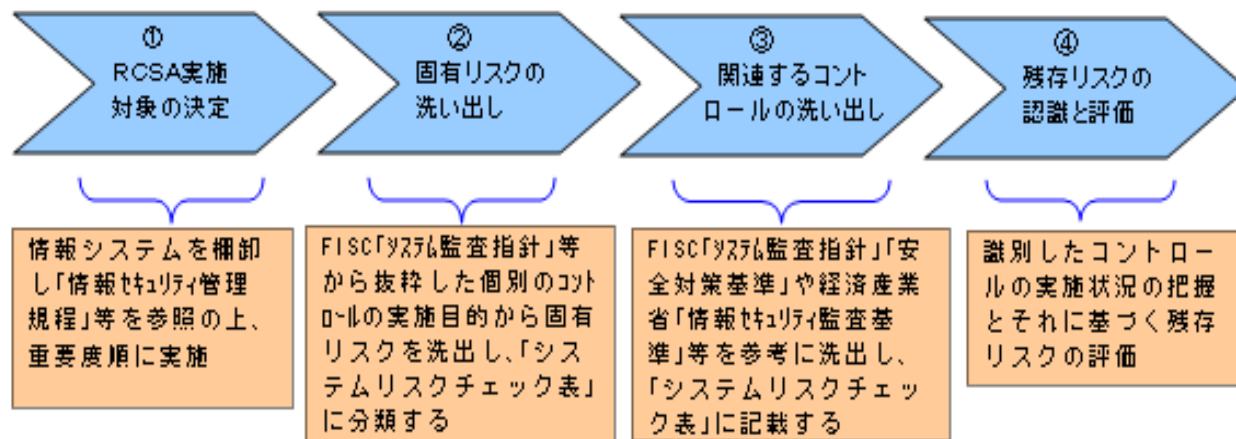 ①
RCSA実施
対象の決定
②
固有リスクの
洗い出し
③
関連するコント
ロールの洗い出し
④
残存リスクの
認識と評価
情報システムを棚卸
し「情報ｾｷｭﾘﾃｨ管理
規程」等を参照の上、
重要度順に実施
FISC「ｼｽﾃﾑ監査指針」等
から抜粋した個別のｺﾝﾄ
ﾛｰﾙの実施目的から固有
リスクを洗出し、「シス
テムリスクチェック表」
に分類する
FISC「ｼｽﾃﾑ監査指針」「安
全対策基準」や経済産業
省「情報ｾｷｭﾘﾃｨ監査基
準」等を参考に洗出し、
「システムリスクチェッ
ク表」に記載する
識別したコントロー
ルの実施状況の把握
とそれに基づく残存
リスクの評価